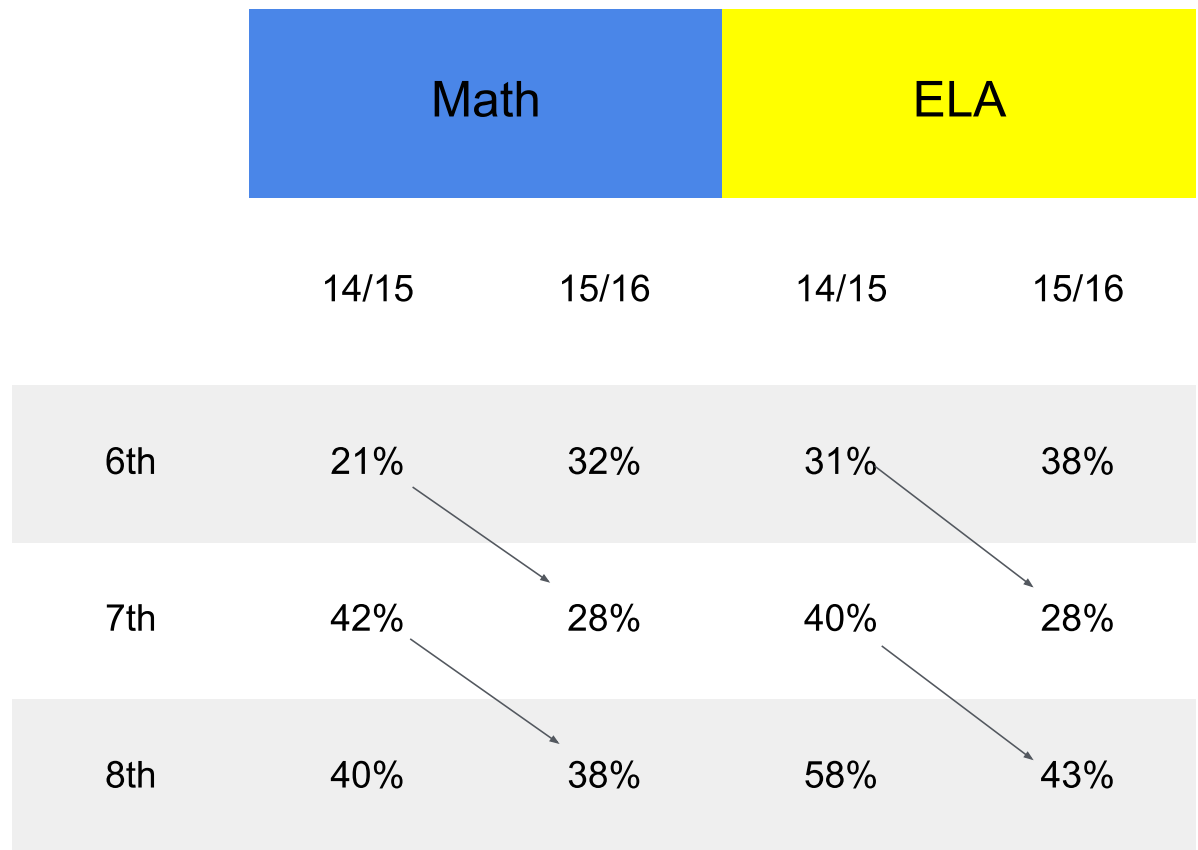 Math ELA
14/15 15/16 14/15 15/16
6th 21% 32% 31% 38%
7th 42% 28% 40% 28%
8th 40% 38% 58% 43%